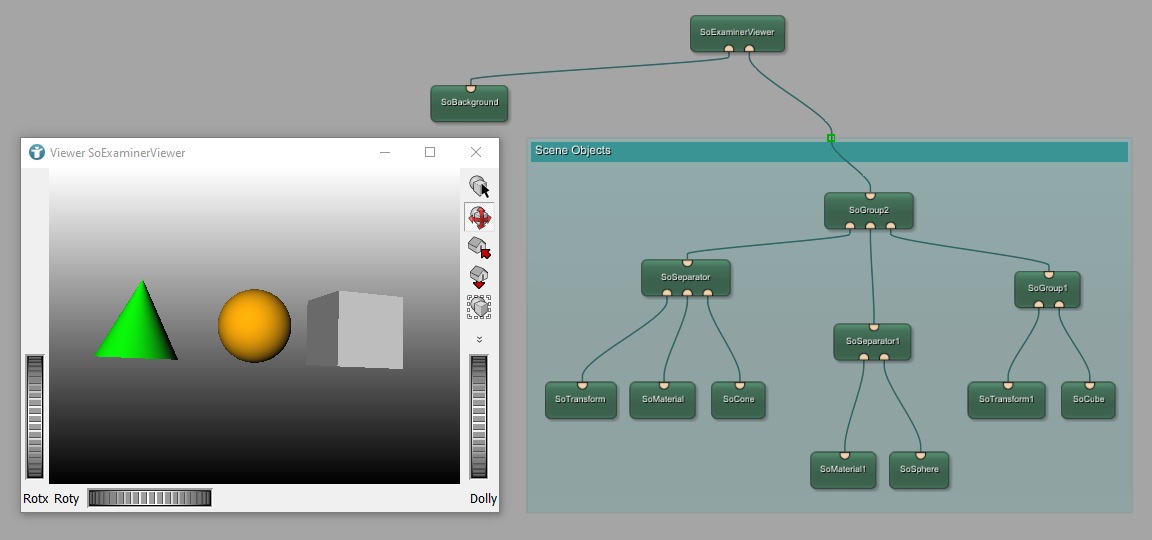 SoExaminerViewer
SoBackground
Viewer SoExaminerViewer
Scene Objects
SoGroup2
SoSeparator
SoGroup1
SoSeparator1
SoTransform
SoMaterial
SoCone
SoTransform1
SoCube
SoMaterial1
SoSphere
Rotx Roty
Dolly